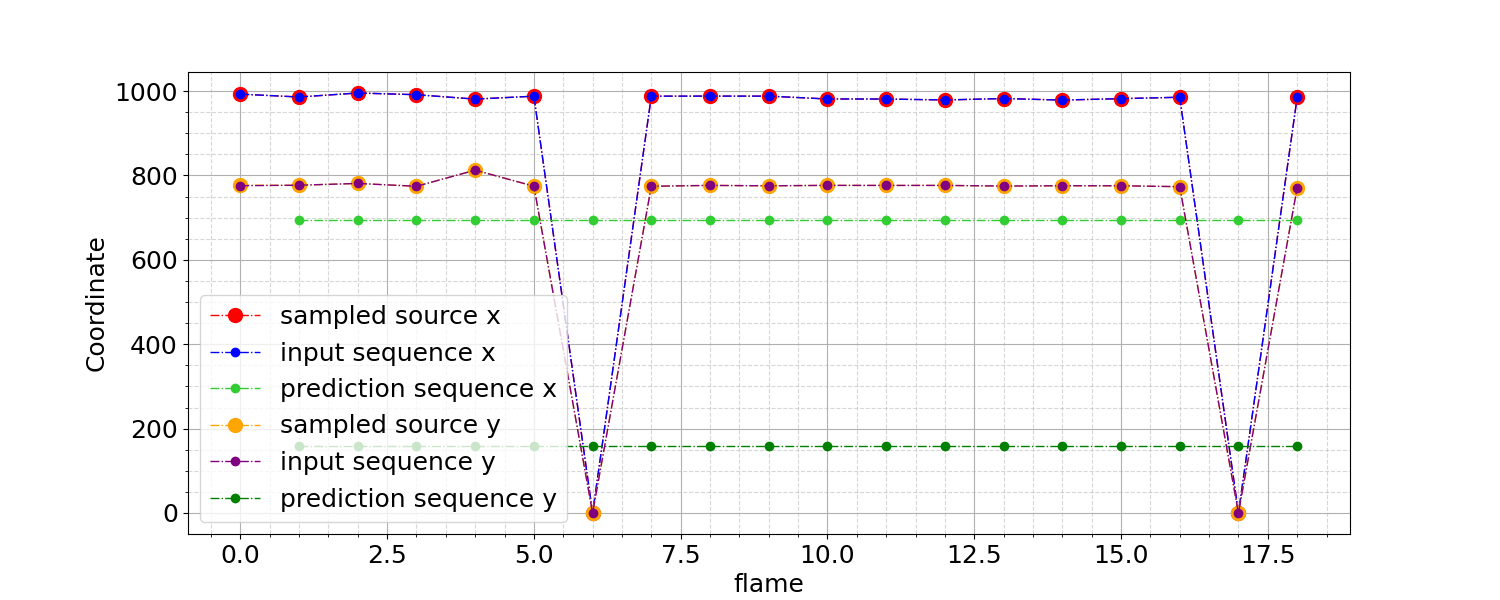 1000
800
600
400
200
0
Coordinate
sampled source x
input sequence x
prediction sequence x
sampled source y
input sequence y
prediction sequence y
0.0 2.5 5.0 7.5 10.0 12.5 15.0 17.5
flame